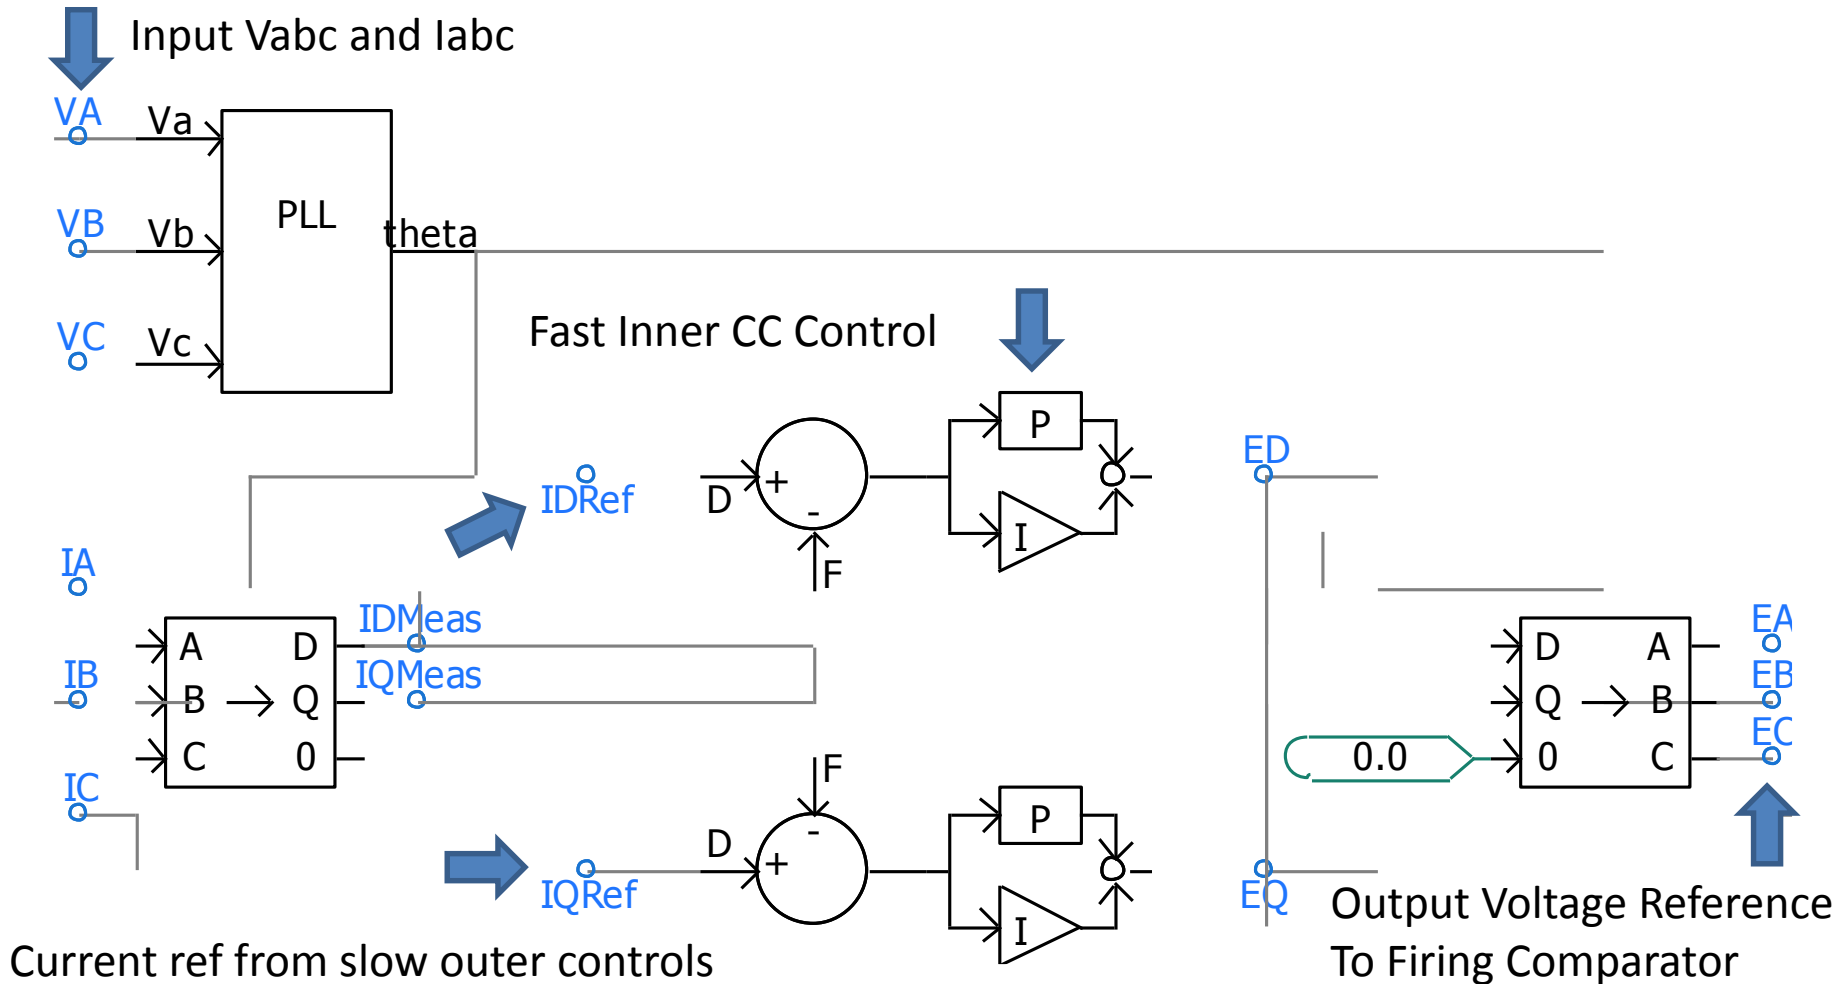 Input Vabc and Iabc
VA
Va
VB
Vb
PLL
theta
VC
Vc
Fast Inner CC Control
P
ED
+
IDRef
D
-
I
IA
F
IDMeas
EA
A
D
D
A
IQMeas
IB
EB
B
Q
Q
B
EC
C
0
0.0
0
C
F
IC
P
D
-
+
IQRef
EQ
I
Output Voltage Reference
Current ref from slow outer controls
To Firing Comparator